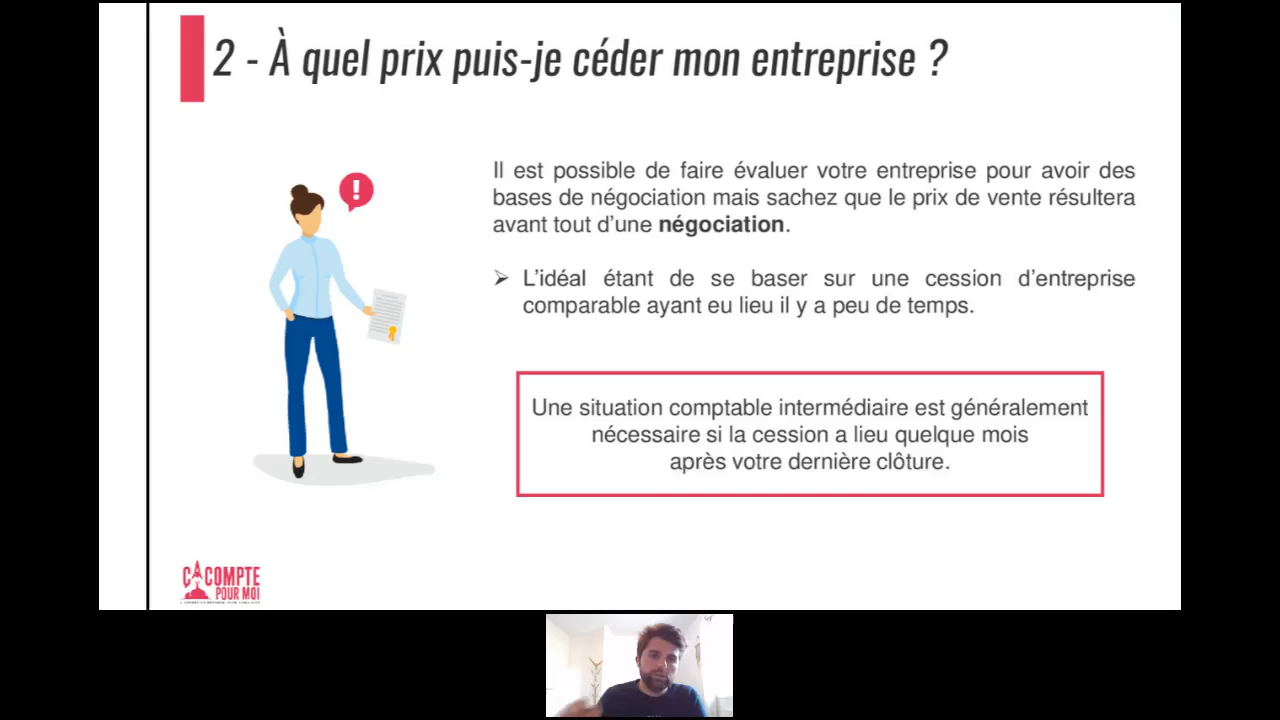 2 - À quel prix puis-je céder mon entreprise ?
Il est possible de faire évaluer votre entreprise pour avoir des
bases de négociation mais sachez que le prix de vente résultera
avant tout d’une négociation.
➢ L’idéal étant de se baser sur une cession d’entreprise
comparable ayant eu lieu il y a peu de temps.
Une situation comptable intermédiaire est généralement
nécessaire si la cession a lieu quelque mois
après votre dernière clôture.
ÇA COMPTE
POUR MOI